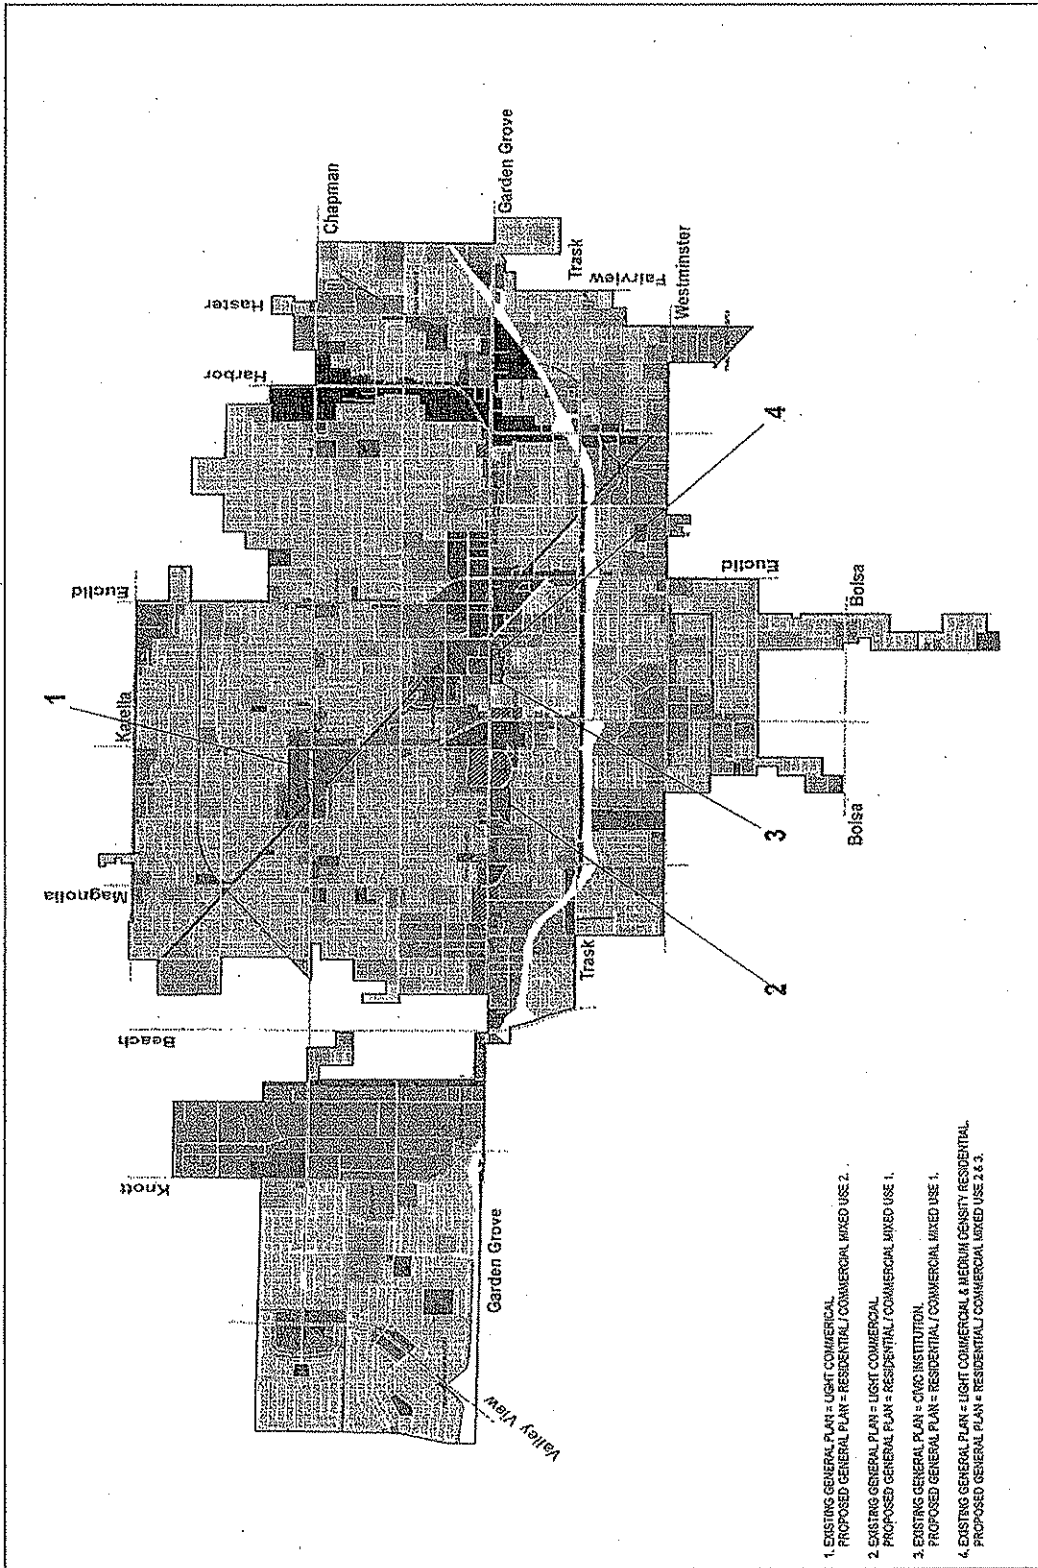 Chapman
Garden Grove
Trask
Fairview
Westminster
Haster
Harbor
4
Euclid
Euclid
Bolsa
1
Katella
3
Bolsa
Magnolia
2
Trask
Beach
Knott
Garden Grove
Valley View
1. EXISTING GENERAL PLAN = LIGHT COMMERICAL.
PROPOSED GENERAL PLAN = RESIDENTIAL / COMMERCIAL MIXED USE 2.
2. EXISTING GENERAL PLAN = LIGHT COMMERCIAL.
PROPOSED GENERAL PLAN = RESIDENTIAL / COMMERCIAL MIXED USE 1.
3. EXISTING GENERAL PLAN = CIVIC INSTITUTION.
PROPOSED GENERAL PLAN = RESIDENTIAL / COMMERCIAL MIXED USE 1.
4. EXISTING GENERAL PLAN = LIGHT COMMERCIAL & MEDIUM DENSITY RESIDENTIAL.
PROPOSED GENERAL PLAN = RESIDENTIAL / COMMERCIAL MIXED USE 2 & 3.